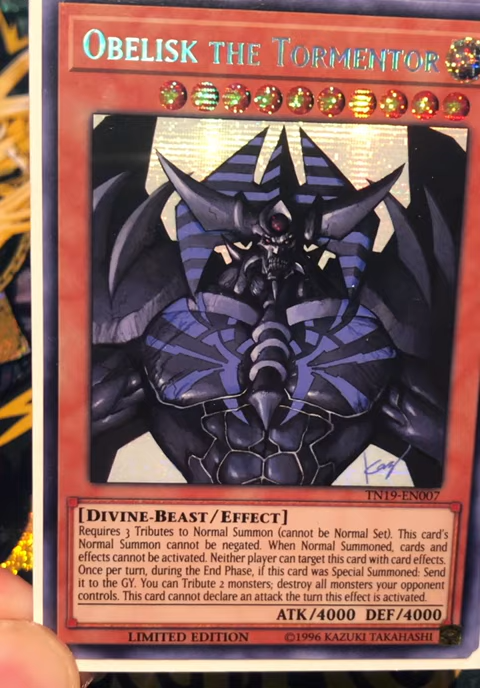 OBELISK THE TORMENTOR
Kazy
TN19-EN007
[DIVINE-BEAST/EFFECT]
Requires 3 Tributes to Normal Summon (cannot be Normal Set). This card's
Normal Summon cannot be negated. When Normal Summoned, cards and
effects cannot be activated. Neither player can target this card with card effects.
Once per turn, during the End Phase, if this card was Special Summoned: Send
it to the GY. You can Tribute 2 monsters; destroy all monsters your opponent
controls. This card cannot declare an attack the turn this effect is activated.
ATK/4000 DEF/4000
LIMITED EDITION ©1996 KAZUKI TAKAHASHI